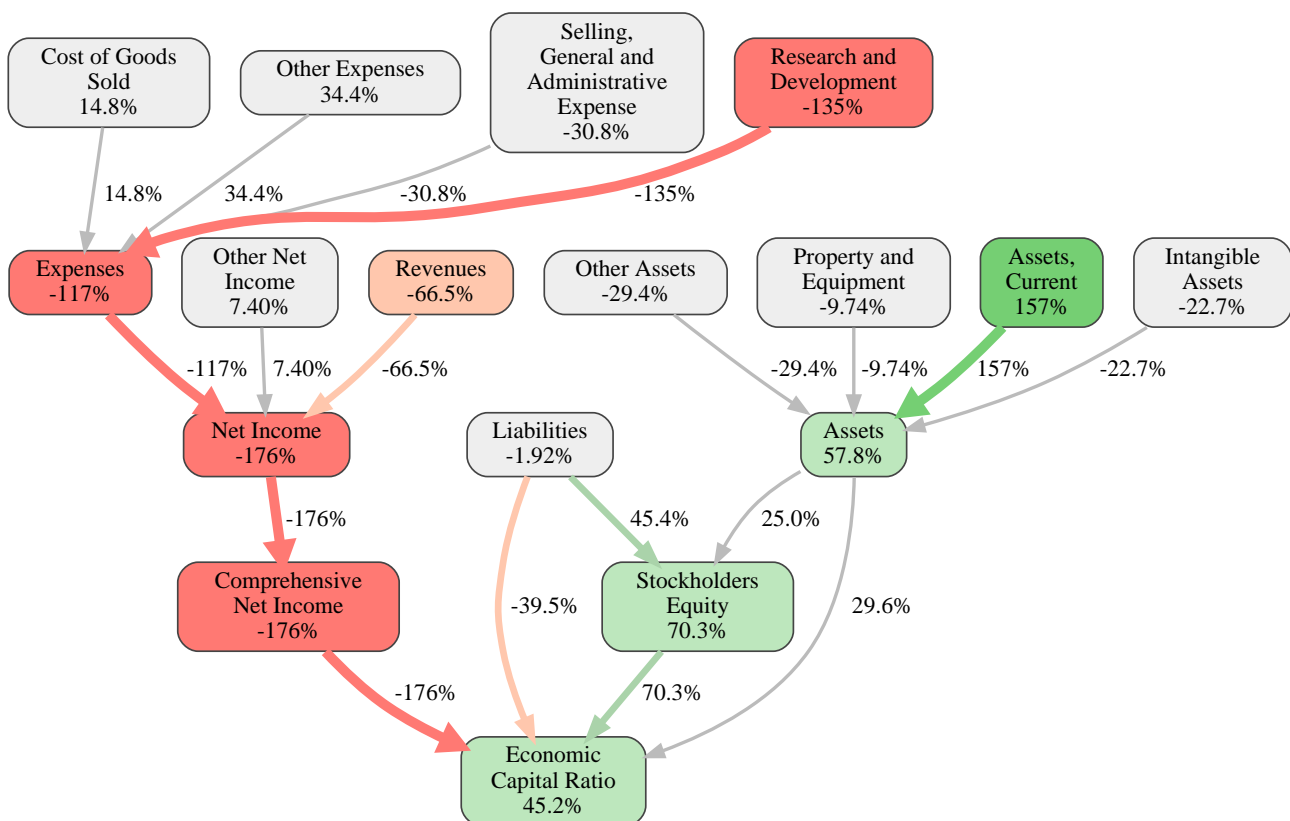 Cost of Goods
Sold
14.8%
Other Expenses
34.4%
Selling,
General and
Administrative
Expense
-30.8%
Research and
Development
-135%
14.8%
34.4%
-30.8%
-135%
Expenses
-117%
Other Net
Income
7.40%
Revenues
-66.5%
Other Assets
-29.4%
Property and
Equipment
-9.74%
Assets,
Current
157%
Intangible
Assets
-22.7%
-117%
7.40%
-66.5%
-29.4%
-9.74%
157%
-22.7%
Net Income
-176%
Liabilities
-1.92%
Assets
57.8%
-176%
45.4%
25.0%
Comprehensive
Net Income
-176%
-39.5%
Stockholders
Equity
70.3%
29.6%
-176%
70.3%
Economic
Capital Ratio
45.2%